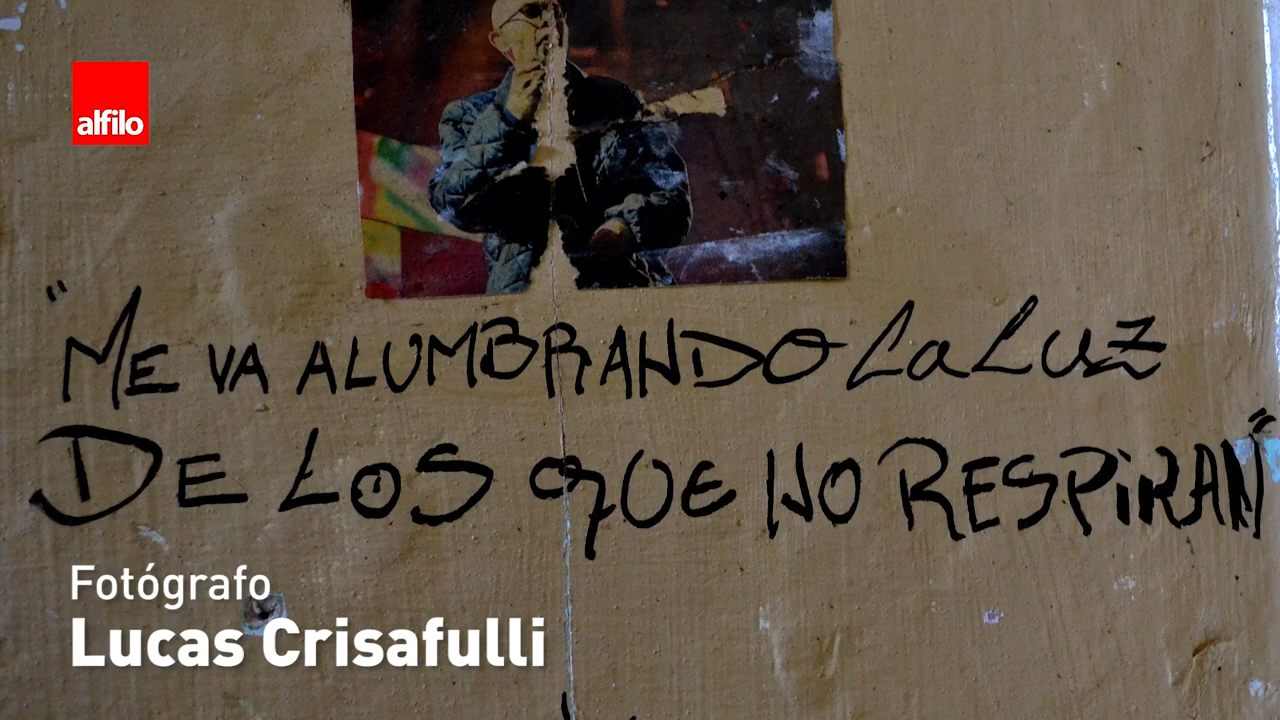 alfilo
"ME VA ALUMBRANDO La LUZ
DE LOS QUE NO RESPiRAN"
Fotógrafo
Lucas Crisafulli